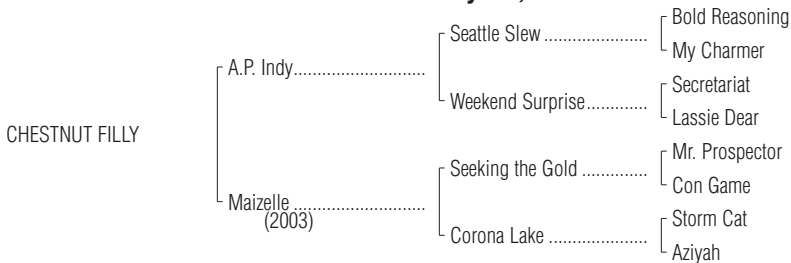 Bold Reasoning
Seattle Slew .......................
My Charmer
A.P. Indy.............................
Secretariat
Weekend Surprise.............
Lassie Dear
CHESTNUT FILLY
Mr. Prospector
Seeking the Gold ..............
Con Game
Maizelle .............................
(2003)
Storm Cat
Corona Lake ......................
Aziyah